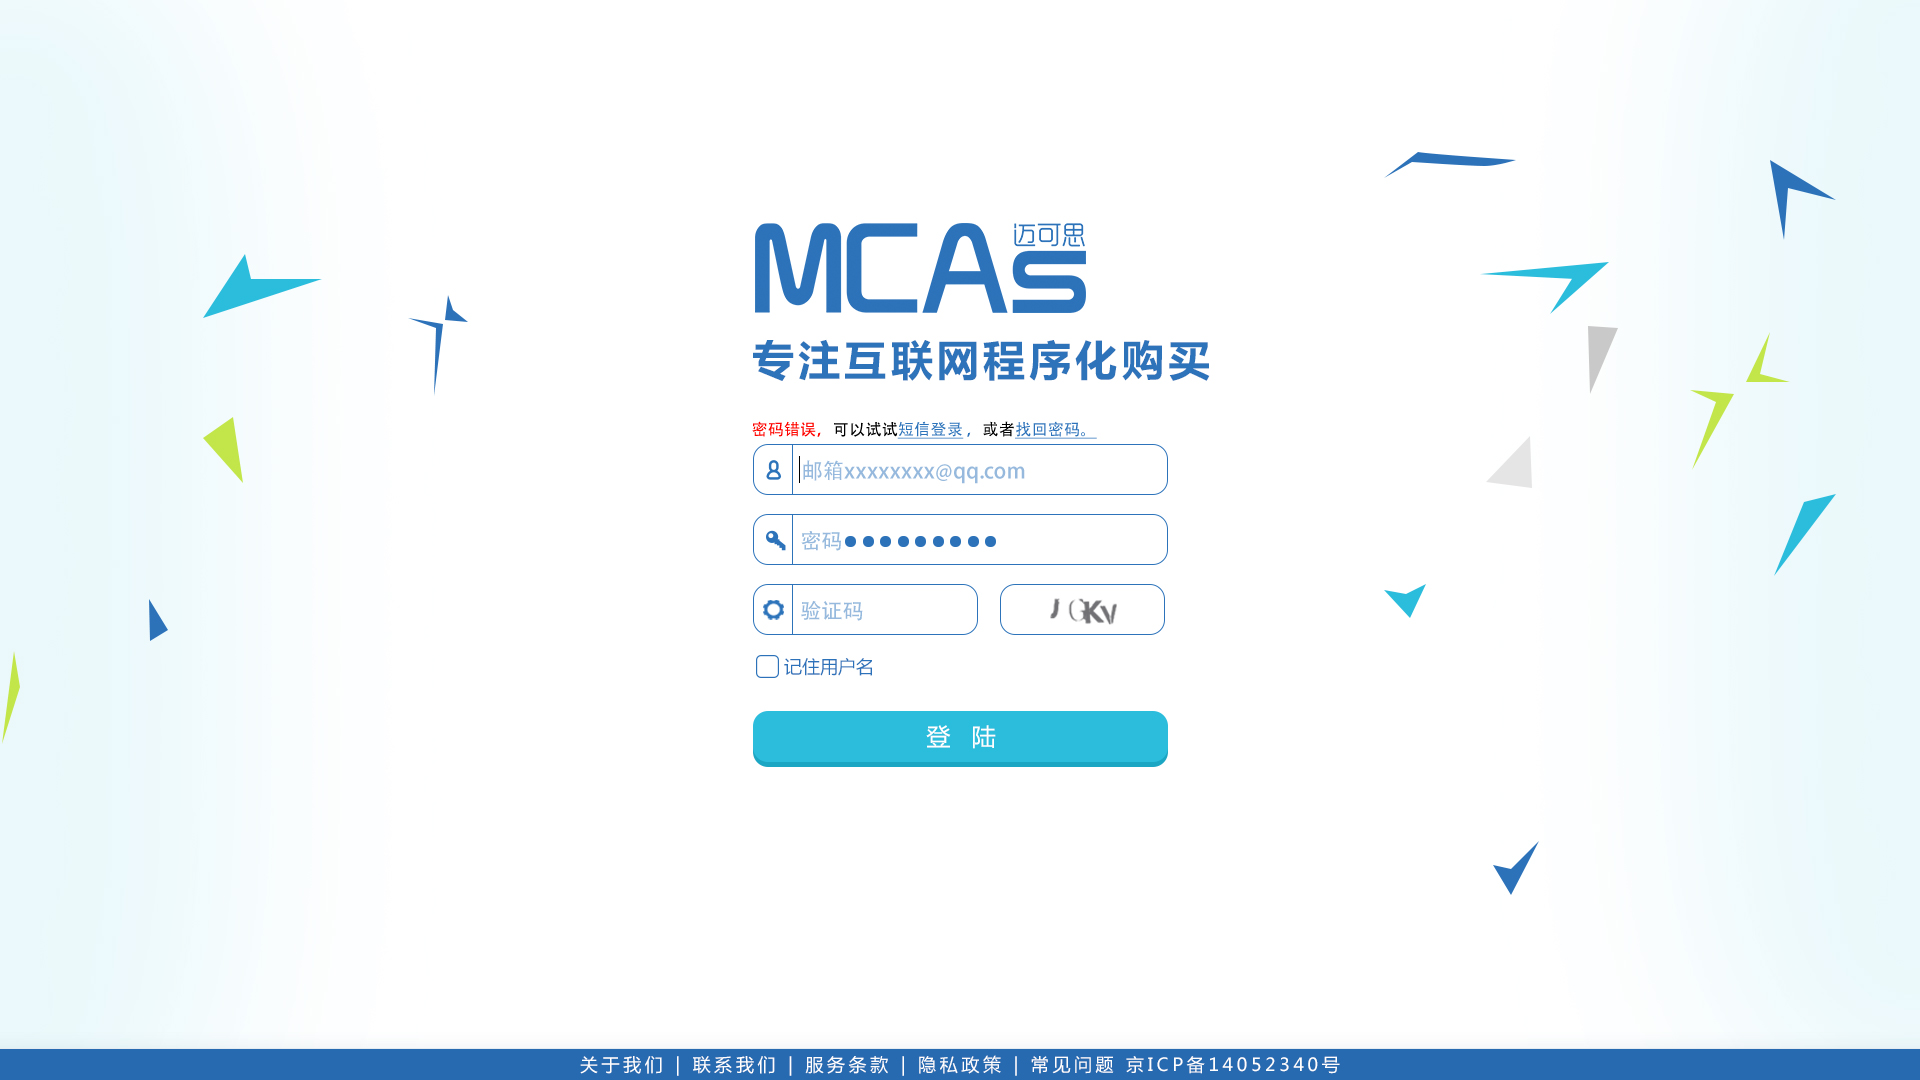 MCAs 迈可思
专注互联网程序化购买
密码错误，可以试试短信登录，或者找回密码。
邮箱xxxxxxxx@qq.com
密码●●●●●●●●●
验证码 JGKV
记住用户名
登 陆
关于我们 | 联系我们 | 服务条款 | 隐私政策 | 常见问题 京ICP备14052340号